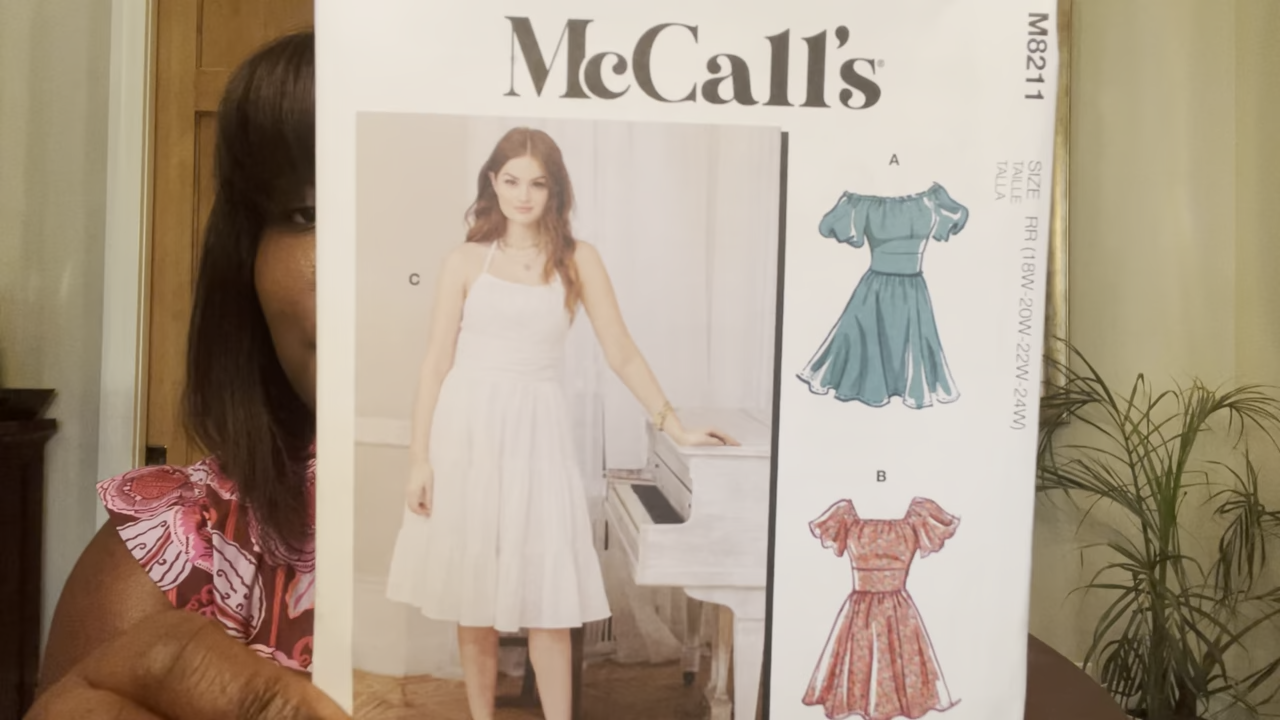 McCall's
M8211
SIZE RR (18W-20W-22W-24W)
TAILLE
TALLA
A
C
B